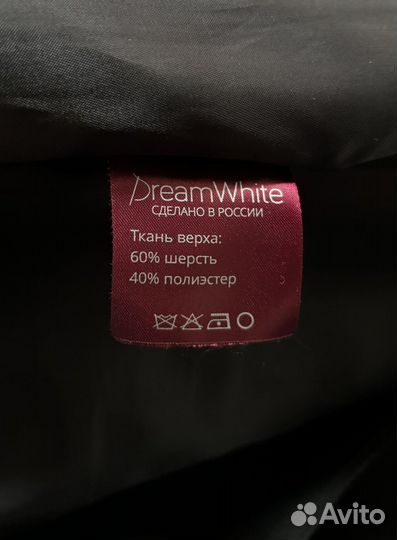 DreamWhite
СДЕЛАНО В РОССИИ
Ткань верха:
60% шерсть
40% полиэстер
Avito